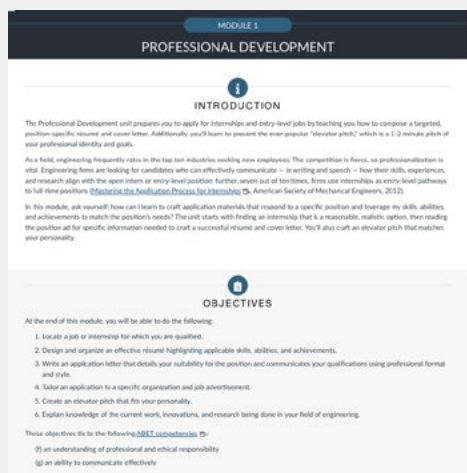 MODULE 1
PROFESSIONAL DEVELOPMENT
INTRODUCTION
The Professional Development unit prepares you to apply for internships and entry-level jobs by teaching you how to compose a targeted,
position-specific résumé and cover letter. Additionally, you'll learn to present the ever popular "elevator pitch," which is a 1-2 minute pitch of
your professional identity and goals.
As a field, engineering frequently rates in the top ten industries seeking new employees. The competition is fierce, so professionalism is
vital. Engineering firms are looking for candidates who can effectively communicate — in writing and speech — how their skills, experiences,
and research align with the open intern or entry-level position. Further, seven out of ten times, firms use internships as entry-level pathways
to full-time positions (Mastering the Application Process for Internships, American Society of Mechanical Engineers, 2012).
In this module, ask yourself: how can I learn to craft application materials that respond to a specific position and leverage my skills, abilities,
and achievements to match the position's needs? The unit starts with finding an internship that is a reasonable, realistic option, then reading
the position ad for specific information needed to craft a successful résumé and cover letter. You'll also craft an elevator pitch that matches
your personality.
OBJECTIVES
At the end of this module, you will be able to do the following:
1. Locate a job or internship for which you are qualified.
2. Design and organize an effective résumé highlighting applicable skills, abilities, and achievements.
3. Write an application letter that details your suitability for the position and communicates your qualifications using professional format
and style.
4. Tailor an application to a specific organization and job advertisement.
5. Create an elevator pitch that fits your personality.
6. Explain knowledge of the current work, innovations, and research being done in your field of engineering.
These objectives tie to the following ABET competencies:
(f) an understanding of professional and ethical responsibility
(g) an ability to communicate effectively